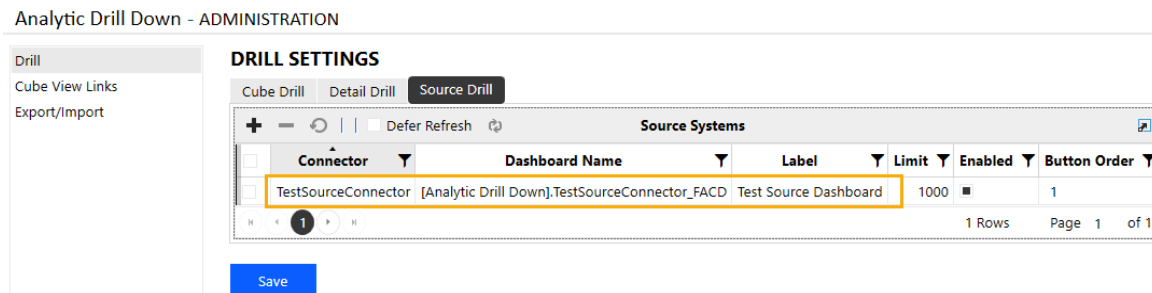 Analytic Drill Down - ADMINISTRATION
Drill
Cube View Links
Export/Import
DRILL SETTINGS
Cube Drill Detail Drill Source Drill
Defer Refresh Source Systems
Connector Dashboard Name Label Limit Enabled Button Order
TestSourceConnector [Analytic Drill Down].TestSourceConnector_FACD Test Source Dashboard 1000 1
1 1 Rows Page 1 of 1
Save